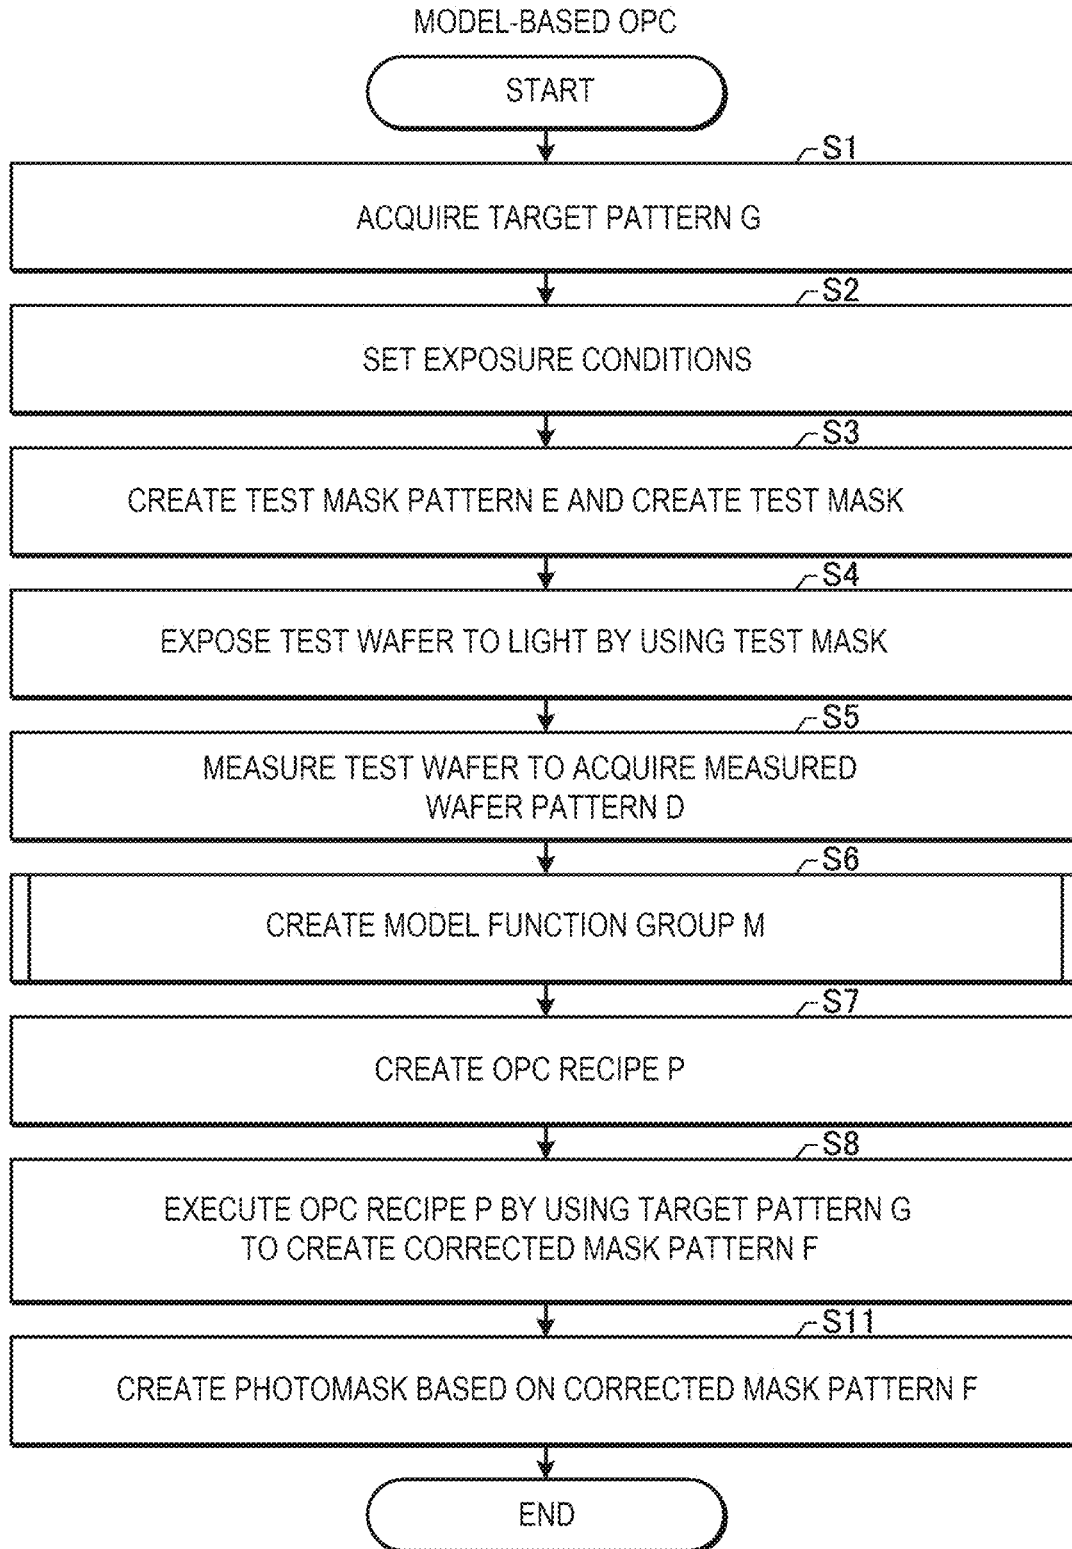 MODEL-BASED OPC
START
S1
ACQUIRE TARGET PATTERN G
S2
SET EXPOSURE CONDITIONS
S3
CREATE TEST MASK PATTERN E AND CREATE TEST MASK
S4
EXPOSE TEST WAFER TO LIGHT BY USING TEST MASK
S5
MEASURE TEST WAFER TO ACQUIRE MEASURED
WAFER PATTERN D
S6
CREATE MODEL FUNCTION GROUP M
S7
CREATE OPC RECIPE P
S8
EXECUTE OPC RECIPE P BY USING TARGET PATTERN G
TO CREATE CORRECTED MASK PATTERN F
S11
CREATE PHOTOMASK BASED ON CORRECTED MASK PATTERN F
END